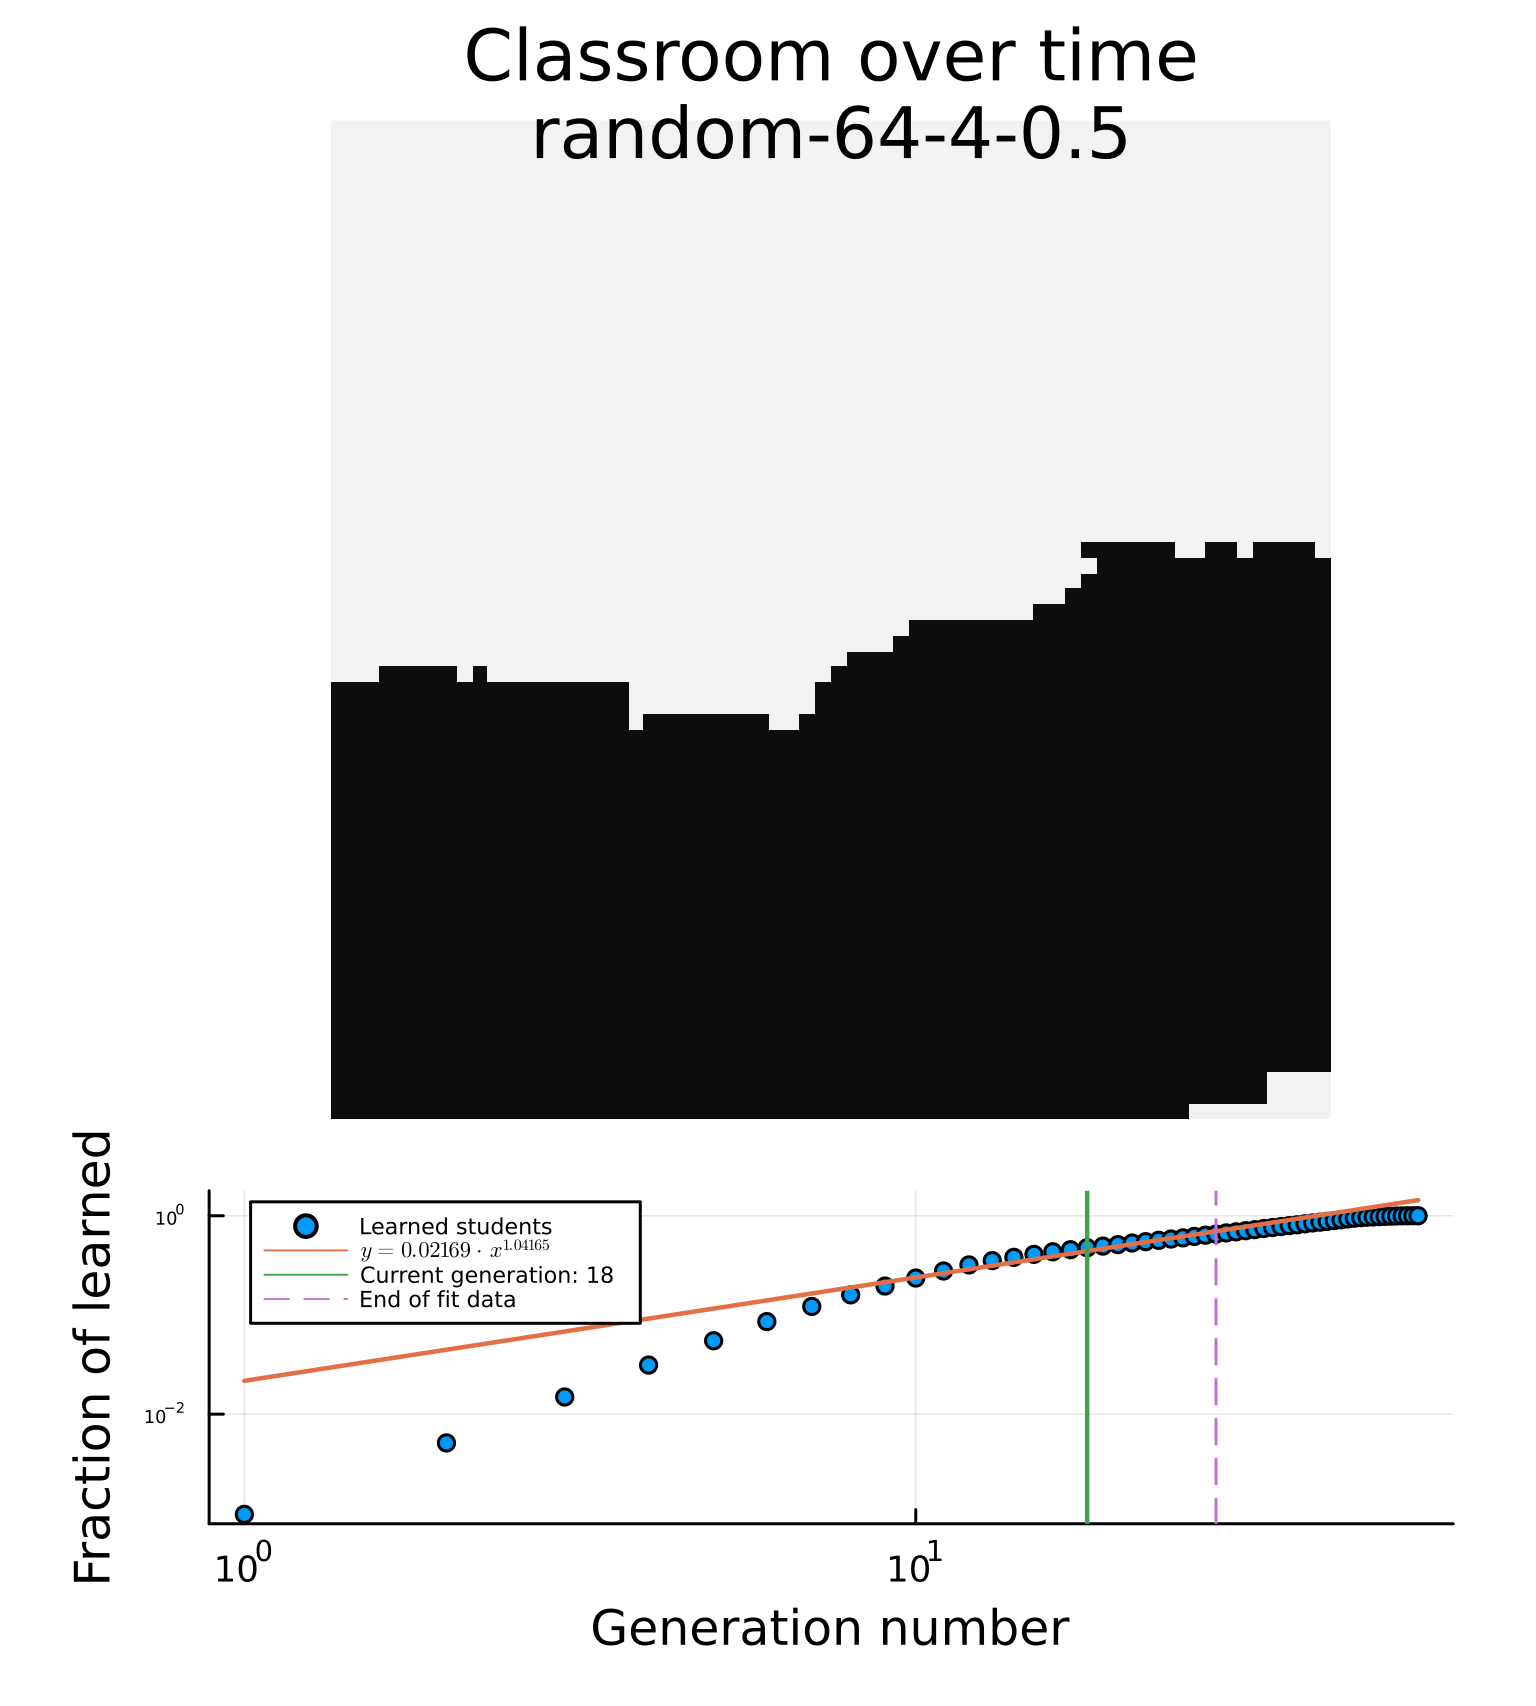 Classroom over time
random-64-4-0.5
Fraction of learned
10^0
10^−2
Learned students
y = 0.02169 · x^1.04165
Current generation: 18
End of fit data
10^0
10^1
Generation number